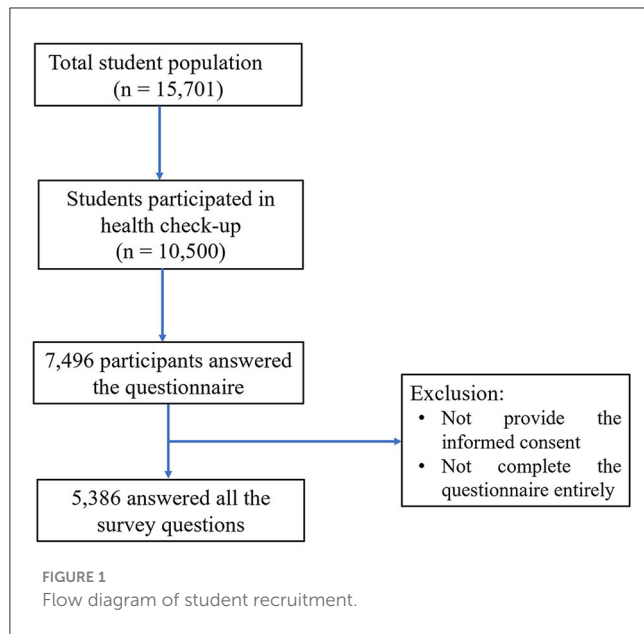 Total student population
(n = 15,701)
Students participated in
health check-up
(n = 10,500)
7,496 participants answered
the questionnaire
Exclusion:
• Not provide the
informed consent
• Not complete the
questionnaire entirely
5,386 answered all the
survey questions
FIGURE 1
Flow diagram of student recruitment.